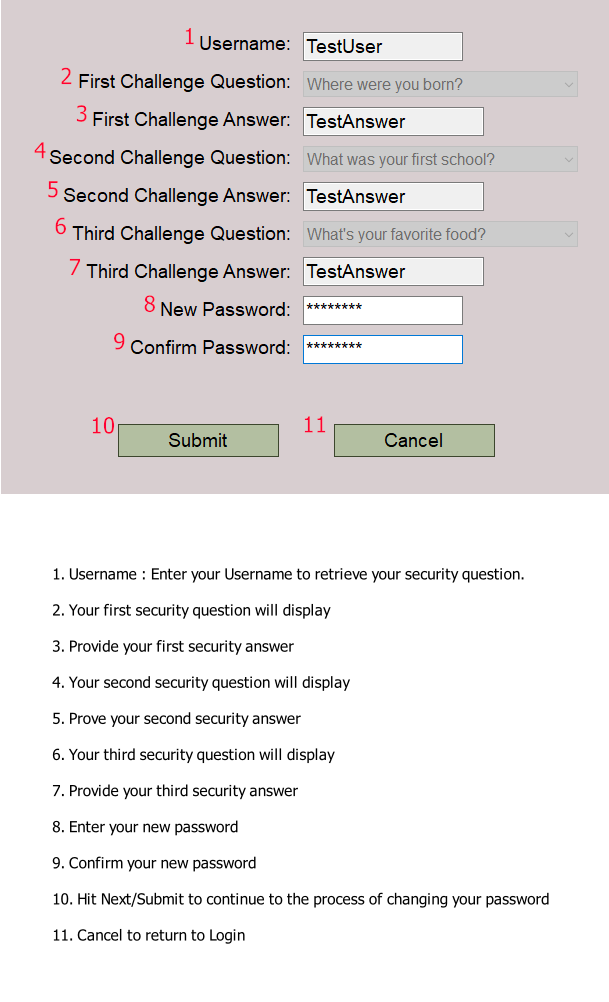 1 Username: TestUser
2 First Challenge Question: Where were you born?
3 First Challenge Answer: TestAnswer
4 Second Challenge Question: What was your first school?
5 Second Challenge Answer: TestAnswer
6 Third Challenge Question: What's your favorite food?
7 Third Challenge Answer: TestAnswer
8 New Password: ********
9 Confirm Password: ********
10 Submit 11 Cancel
1. Username : Enter your Username to retrieve your security question.
2. Your first security question will display
3. Provide your first security answer
4. Your second security question will display
5. Prove your second security answer
6. Your third security question will display
7. Provide your third security answer
8. Enter your new password
9. Confirm your new password
10. Hit Next/Submit to continue to the process of changing your password
11. Cancel to return to Login